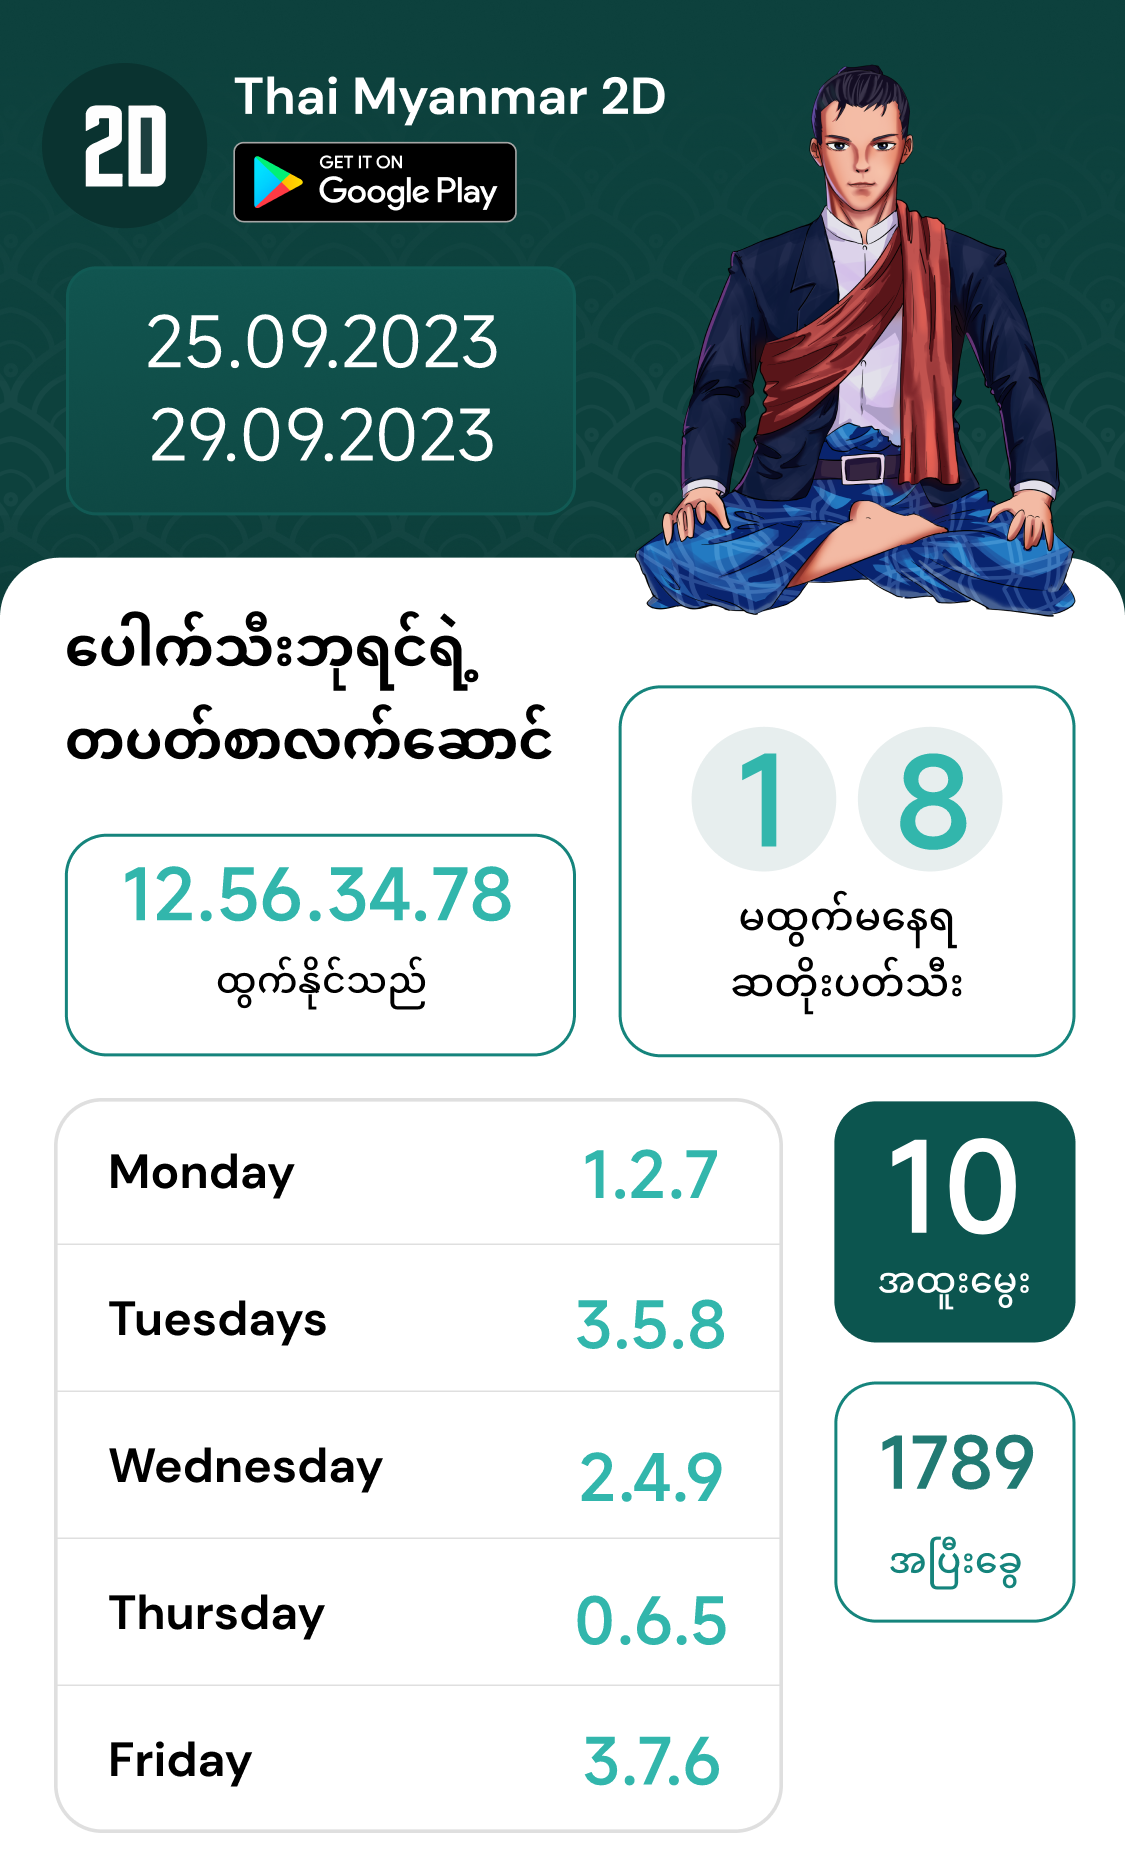 2D
Thai Myanmar 2D
GET IT ON
Google Play
25.09.2023
29.09.2023
ပေါက်သီးဘုရင်ရဲ့
တပတ်စာလက်ဆောင်
12.56.34.78
ထွက်နိုင်သည်
1 8
မထွက်မနေရ
ဆတိုးပတ်သီး
Monday 1.2.7
Tuesdays 3.5.8
Wednesday 2.4.9
Thursday 0.6.5
Friday 3.7.6
10
အထူးမွေး
1789
အပြီးခွေ